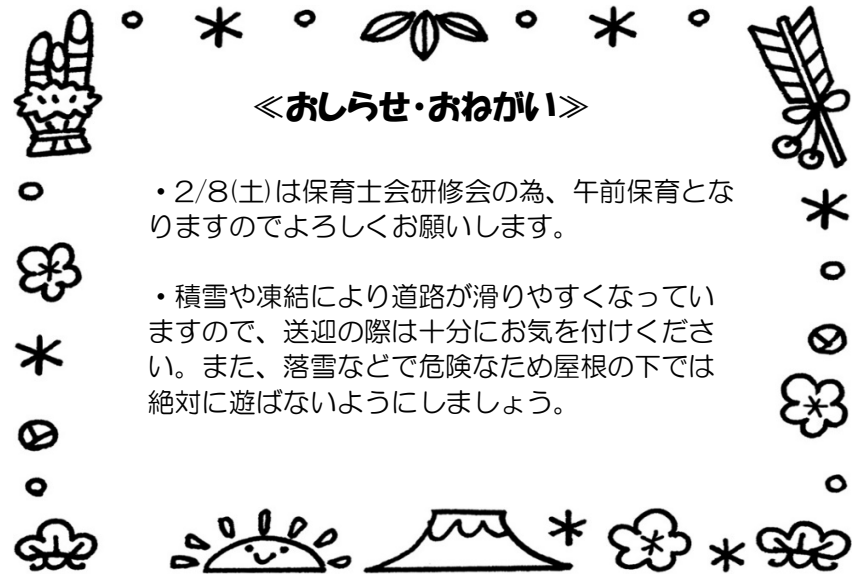 ≪おしらせ・おねがい≫
・2/8(土)は保育士会研修会の為、午前保育とな
りますのでよろしくお願いします。
・積雪や凍結により道路が滑りやすくなってい
ますので、送迎の際は十分にお気を付けくださ
い。また、落雪などで危険なため屋根の下では
絶対に遊ばないようにしましょう。